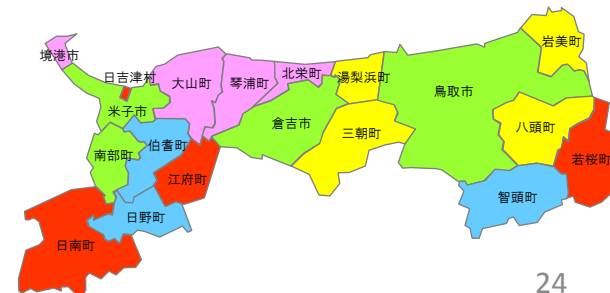 岩美町
境港市
日吉津村
大山町
琴浦町
北栄町
湯梨浜町
鳥取市
米子市
倉吉市
三朝町
八頭町
伯耆町
南部町
若桜町
江府町
智頭町
日野町
日南町
24